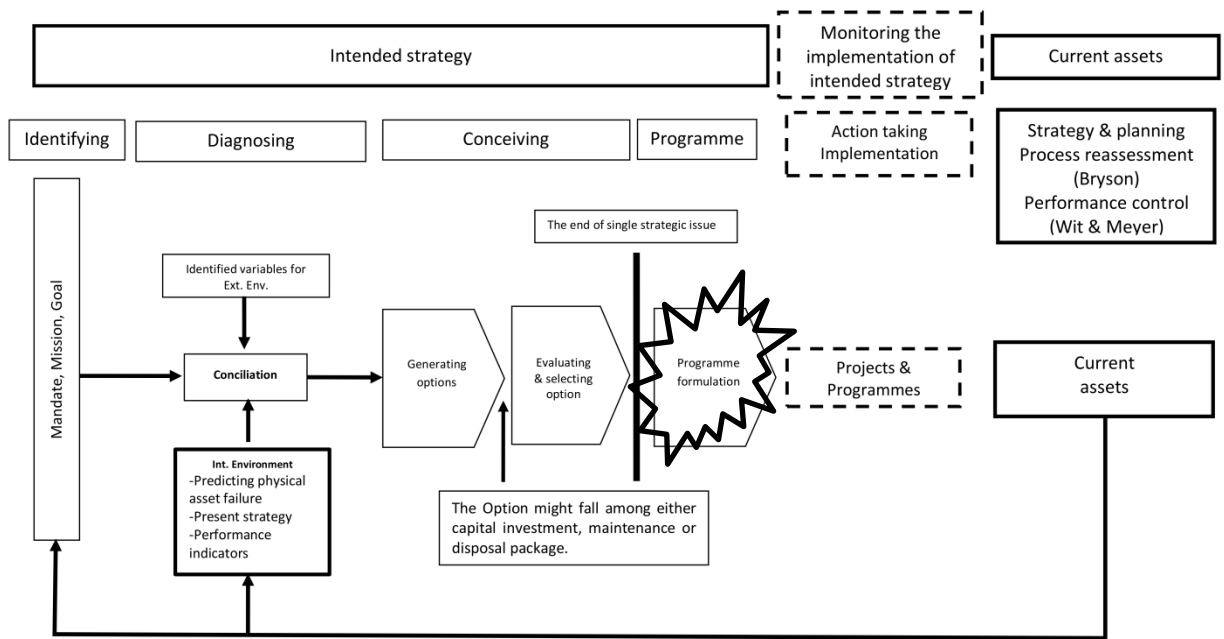 Intended strategy
Monitoring the
implementation of
intended strategy
Current assets
Identifying
Diagnosing
Conceiving
Programme
Action taking
Implementation
Strategy & planning
Process reassessment
(Bryson)
Performance control
(Wit & Meyer)
The end of single strategic issue
Mandate, Mission, Goal
Identified variables for
Ext. Env.
Conciliation
Generating
options
Evaluating
& selecting
option
Programme
formulation
Projects &
Programmes
Current
assets
Int. Environment
-Predicting physical
asset failure
-Present strategy
-Performance
indicators
The Option might fall among either
capital investment, maintenance or
disposal package.